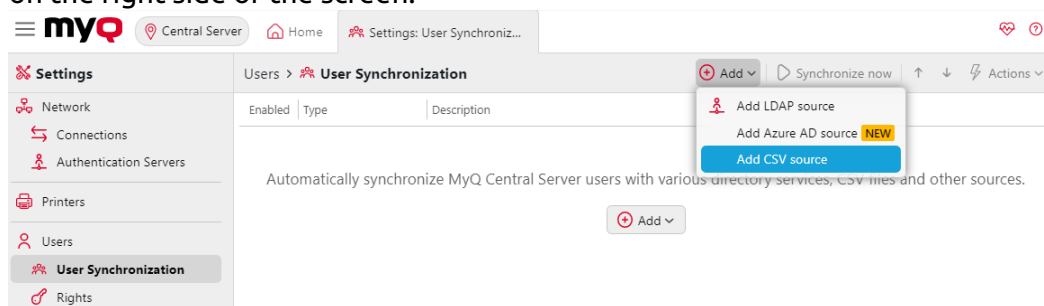 on the right side of the screen.
myQ Central Server Home Settings: User Synchroniz...
Settings Users > User Synchronization Add Synchronize now Actions
Network Enabled Type Description Add LDAP source
Connections Add Azure AD source NEW
Authentication Servers Add CSV source
Automatically synchronize MyQ Central Server users with various directory services, CSV files and other sources.
Printers
Add
Users
User Synchronization
Rights